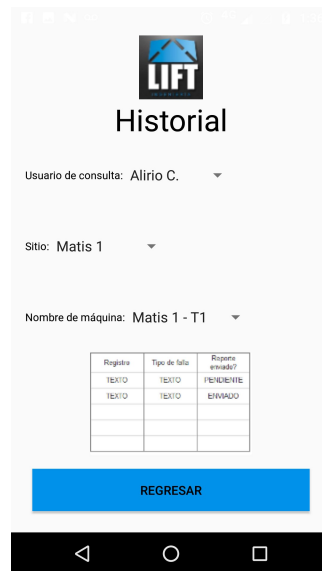 LIFT
Historial
Usuario de consulta: Alirio C.
Sitio: Matis 1
Nombre de máquina: Matis 1 - T1
Registro Tipo de falla Reporte enviado?
TEXTO TEXTO PENDIENTE
TEXTO TEXTO ENVIADO
REGRESAR